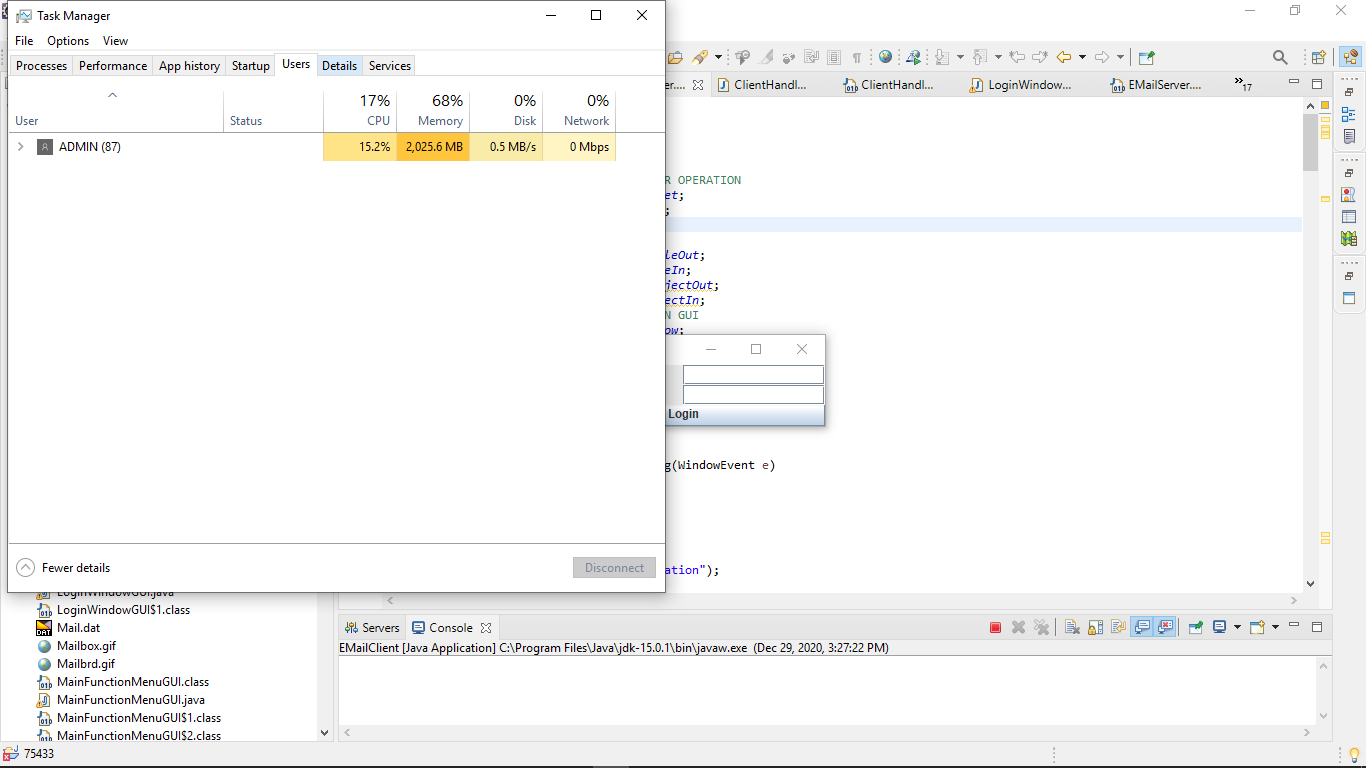 Task Manager
File Options View
Processes Performance App history Startup Users Details Services
17% 68% 0% 0%
User Status CPU Memory Disk Network
ADMIN (87) 15.2% 2,025.6 MB 0.5 MB/s 0 Mbps
Fewer details Disconnect
er.... ClientHandl... ClientHandl.... LoginWindow... EMailServer.... »17
R OPERATION
et;
;
leOut;
eIn;
jectOut;
ectIn;
N GUI
ow;
Login
g(WindowEvent e)
ation");
LoginWindowGUI.java
LoginWindowGUI$1.class
Mail.dat
Mailbox.gif
Mailbrd.gif
MainFunctionMenuGUI.class
MainFunctionMenuGUI.java
MainFunctionMenuGUI$1.class
MainFunctionMenuGUI$2.class
Servers Console
EMailClient [Java Application] C:\Program Files\Java\jdk-15.0.1\bin\javaw.exe (Dec 29, 2020, 3:27:22 PM)
75433